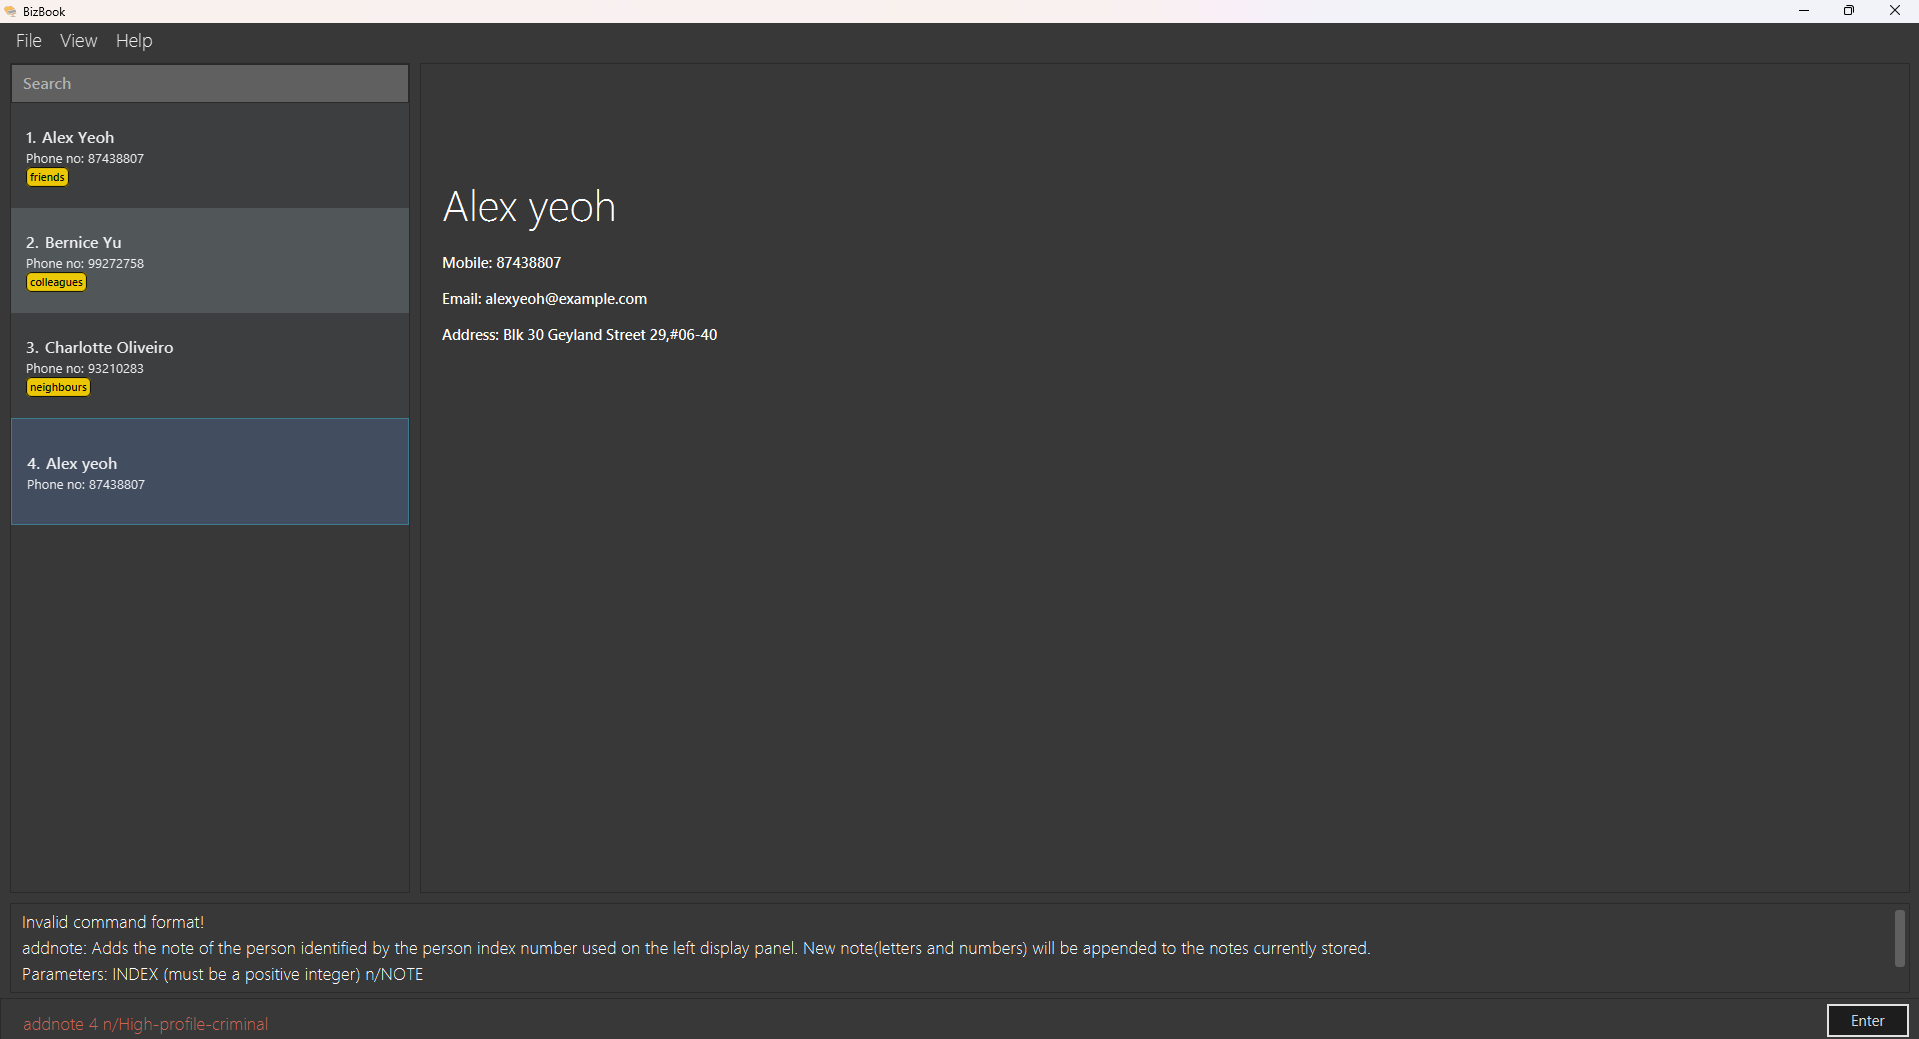 BizBook
File View Help
Search
1. Alex Yeoh
Phone no: 87438807
friends
2. Bernice Yu
Phone no: 99272758
colleagues
3. Charlotte Oliveiro
Phone no: 93210283
neighbours
4. Alex yeoh
Phone no: 87438807
Alex yeoh
Mobile: 87438807
Email: alexyeoh@example.com
Address: Blk 30 Geyland Street 29,#06-40
Invalid command format!
addnote: Adds the note of the person identified by the person index number used on the left display panel. New note(letters and numbers) will be appended to the notes currently stored.
Parameters: INDEX (must be a positive integer) n/NOTE
addnote 4 n/High-profile-criminal
Enter